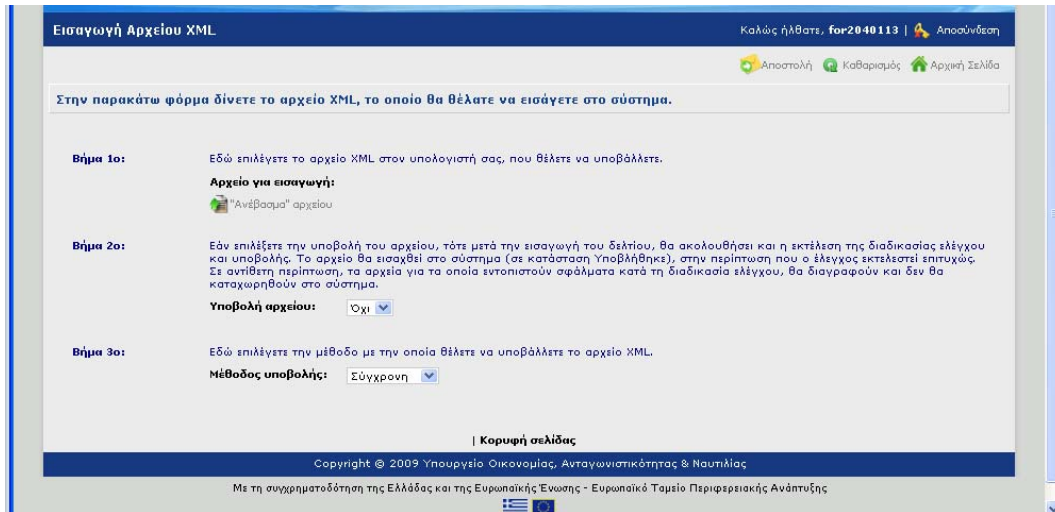 Εισαγωγή Αρχείου XML
Καλώς ήλθατε, for2040113 | Αποσύνδεση
Αποστολή Καθαρισμός Αρχική Σελίδα
Στην παρακάτω φόρμα δίνετε το αρχείο XML, το οποίο θα θέλατε να εισάγετε στο σύστημα.
Βήμα 1ο: Εδώ επιλέγετε το αρχείο XML στον υπολογιστή σας, που θέλετε να υποβάλλετε.
Αρχείο για εισαγωγή:
"Ανέβασμα" αρχείου
Βήμα 2ο: Εάν επιλέξετε την υποβολή του αρχείου, τότε μετά την εισαγωγή του δελτίου, θα ακολουθήσει και η εκτέλεση της διαδικασίας ελέγχου
και υποβολής. Το αρχείο θα εισαχθεί στο σύστημα (σε κατάσταση Υποβλήθηκε), στην περίπτωση που ο έλεγχος εκτελεστεί επιτυχώς.
Σε αντίθετη περίπτωση, τα αρχεία για τα οποία εντοπιστούν σφάλματα κατά τη διαδικασία ελέγχου, θα διαγραφούν και δεν θα
καταχωρηθούν στο σύστημα.
Υποβολή αρχείου: Όχι
Βήμα 3ο: Εδώ επιλέγετε την μέθοδο με την οποία θέλετε να υποβάλλετε το αρχείο XML.
Μέθοδος υποβολής: Σύγχρονη
| Κορυφή σελίδας
Copyright © 2009 Υπουργείο Οικονομίας, Ανταγωνιστικότητας & Ναυτιλίας
Με τη συγχρηματοδότηση της Ελλάδας και της Ευρωπαϊκής Ένωσης - Ευρωπαϊκό Ταμείο Περιφερειακής Ανάπτυξης